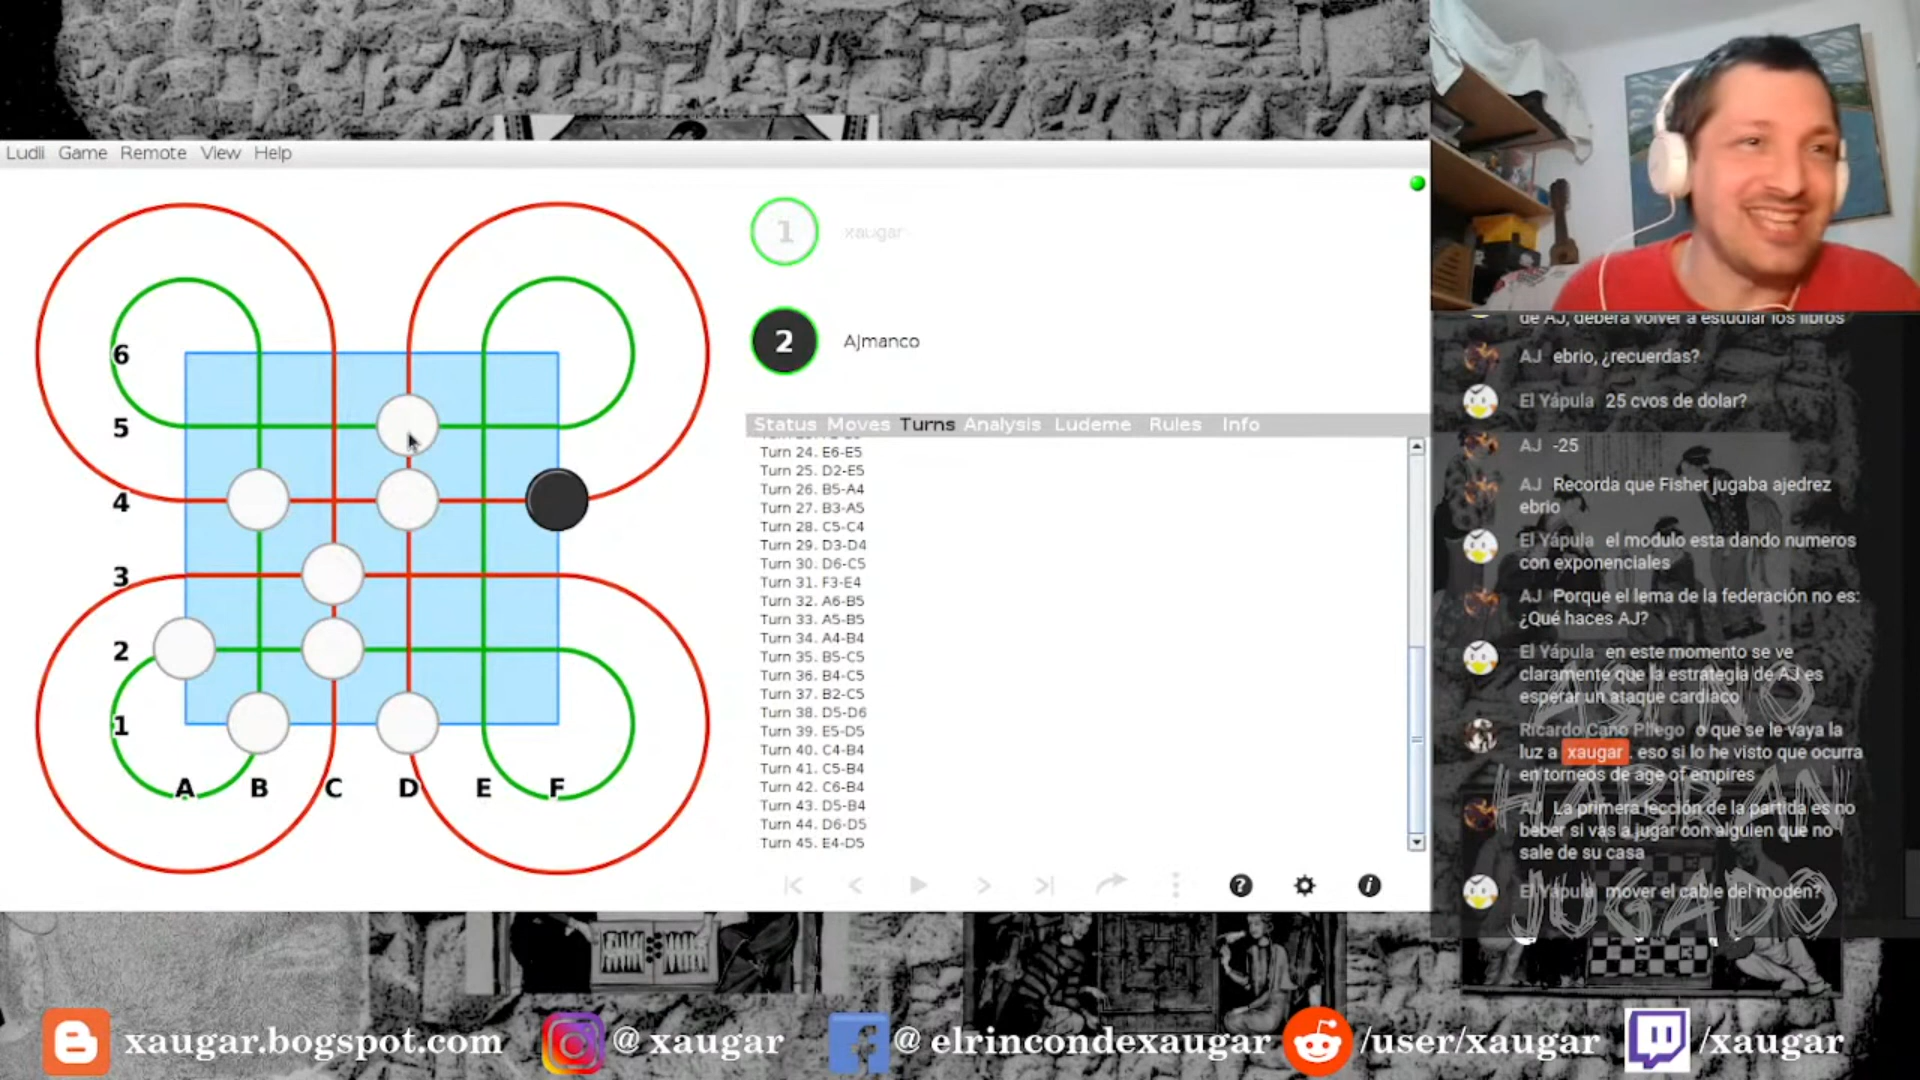 Ludii Game Remote View Help
6
5
4
3
2
1
A B C D E F
1 xaugar
2 AJmanco
Status Moves Turns Analysis Ludeme Rules Info
Turn 24. E6-E5
Turn 25. D2-E5
Turn 26. B5-A4
Turn 27. B3-A5
Turn 28. C5-C4
Turn 29. D3-D4
Turn 30. D6-C5
Turn 31. F3-E4
Turn 32. A6-B5
Turn 33. A5-B5
Turn 34. A4-B4
Turn 35. B5-C5
Turn 36. B4-C5
Turn 37. B2-C5
Turn 38. D5-D6
Turn 39. E5-D5
Turn 40. C4-B4
Turn 41. C5-B4
Turn 42. C6-B4
Turn 43. D5-B4
Turn 44. D6-D5
Turn 45. E4-D5
de AJ, deberá volver a estudiar los libros
AJ ebrio, ¿recuerdas?
El Yápula 25 cvos de dolar?
AJ -25
AJ Recorda que Fisher jugaba ajedrez
ebrio
El Yápula el modulo esta dando numeros
con exponenciales
AJ Porque el lema de la federación no es:
¿Qué haces AJ?
El Yápula en este momento se ve
claramente que la estrategia de AJ es
esperar un ataque cardiaco
Ricardo Cano Pliego o que se le vaya la
luz a xaugar. eso si lo he visto que ocurra
en torneos de age of empires
AJ La primera lección de la partida es no
beber si vas a jugar con alguien que no
sale de su casa
El Yápula mover el cable del moden?
ASI NO
HABRAN
JUGADO
xaugar.bogspot.com @ xaugar @ elrincondexaugar /user/xaugar /xaugar